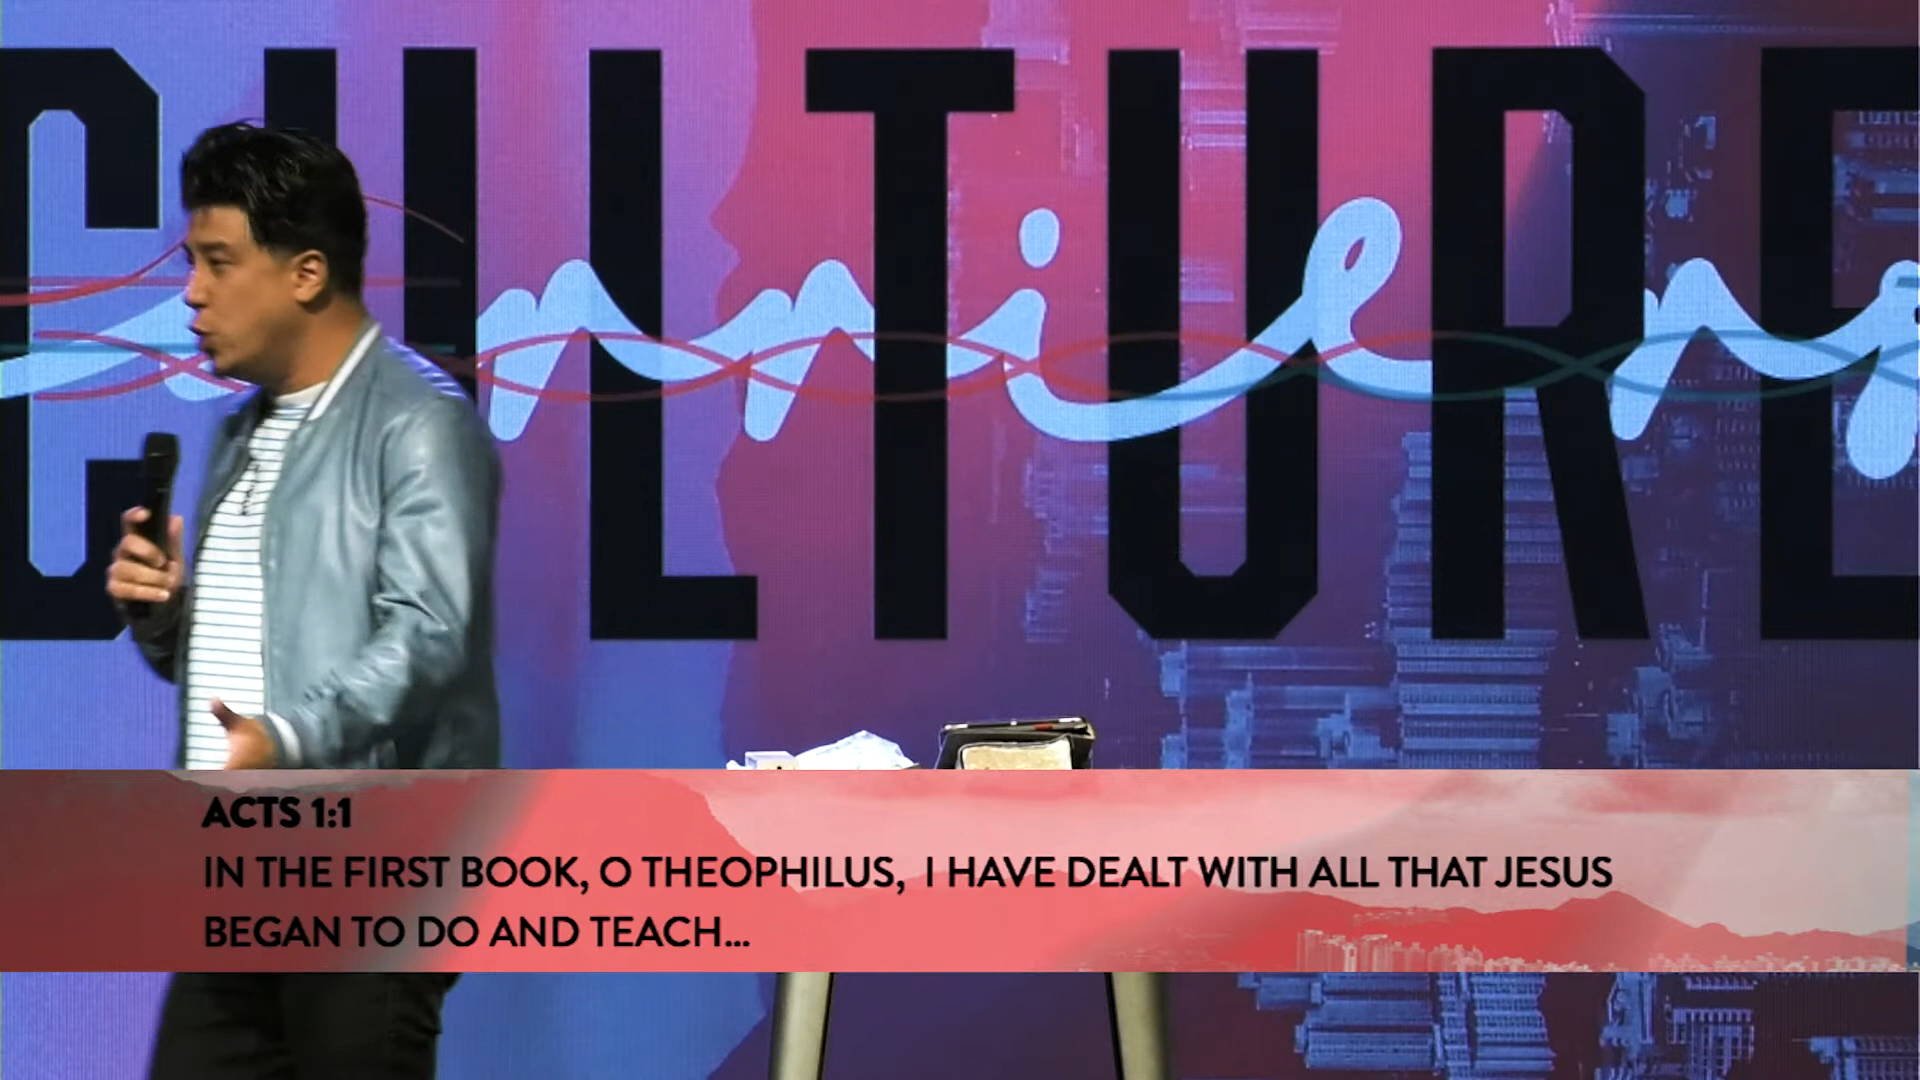 CULTURE
ACTS 1:1
IN THE FIRST BOOK, O THEOPHILUS, I HAVE DEALT WITH ALL THAT JESUS
BEGAN TO DO AND TEACH...